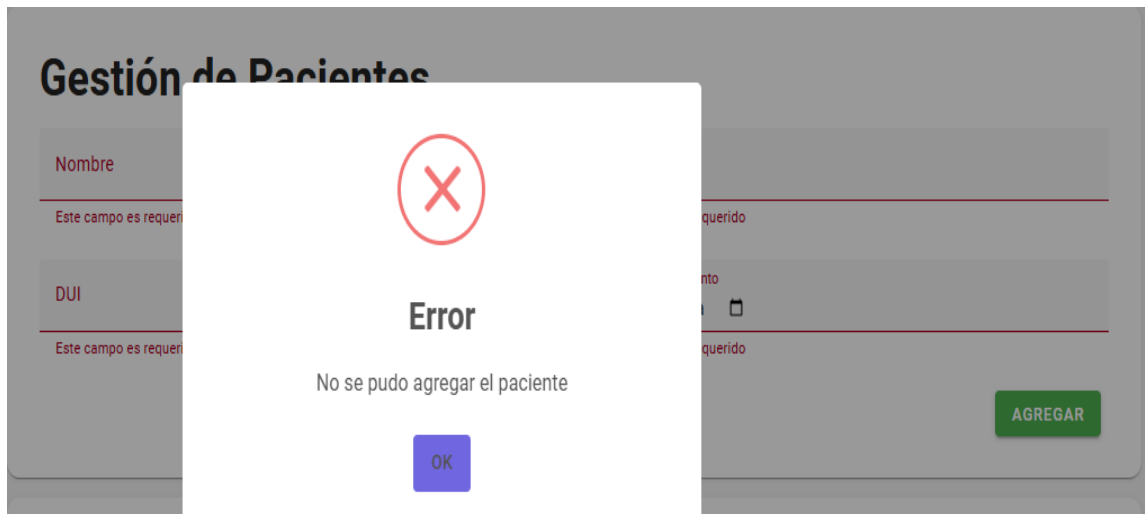 Gestión de Pacientes
Nombre
Este campo es requeri
querido
DUI
nto
Este campo es requeri
querido
Error
No se pudo agregar el paciente
OK
AGREGAR